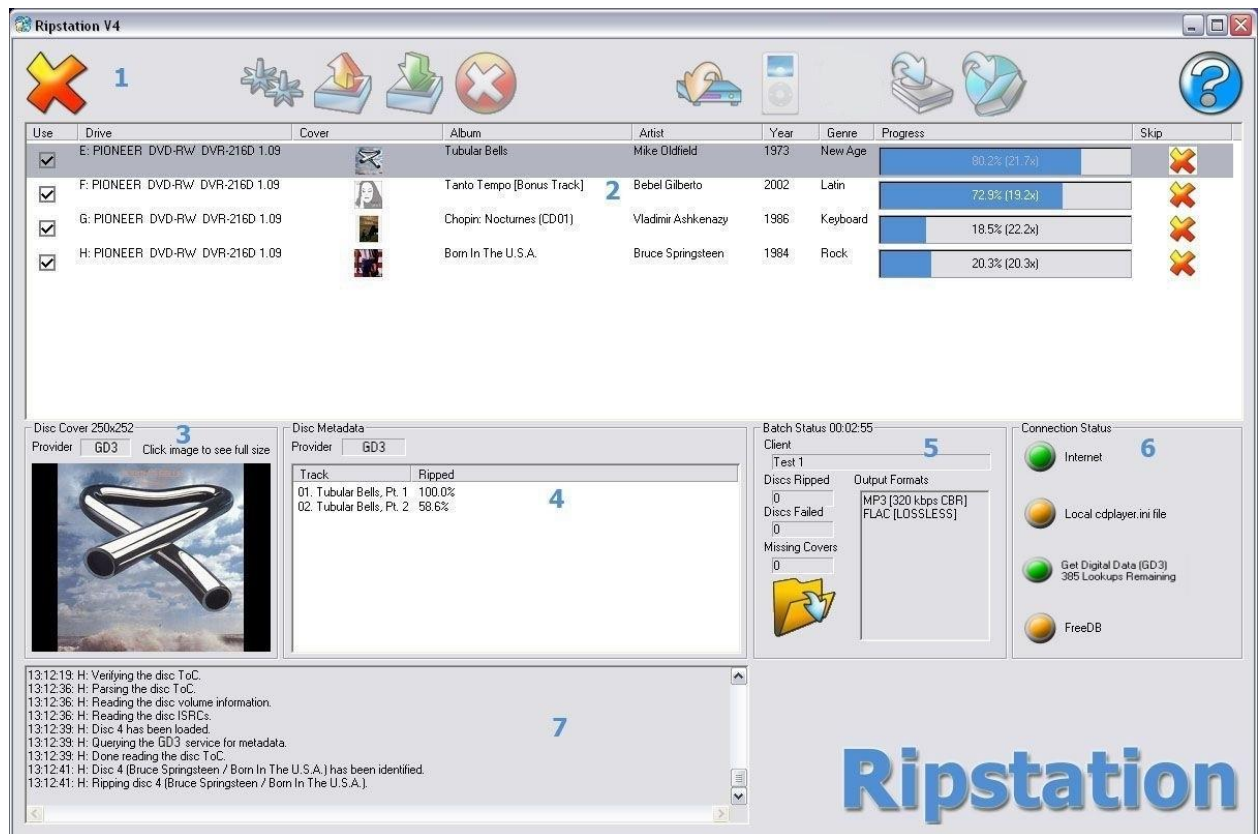 Ripstation V4
1
Use Drive Cover Album Artist Year Genre Progress Skip
E: PIONEER DVD-RW DVR-216D 1.09 Tubular Bells Mike Oldfield 1973 New Age 80.2% (21.7x)
F: PIONEER DVD-RW DVR-216D 1.09 Tanto Tempo [Bonus Track] 2 Bebel Gilberto 2002 Latin 72.9% (19.2x)
G: PIONEER DVD-RW DVR-216D 1.09 Chopin: Nocturnes (CD01) Vladimir Ashkenazy 1986 Keyboard 18.5% (22.2x)
H: PIONEER DVD-RW DVR-216D 1.09 Born In The U.S.A. Bruce Springsteen 1984 Rock 20.3% (20.3x)
Disc Cover 250x252
3
Provider GD3 Click image to see full size
Disc Metadata
Provider GD3
Track Ripped
01. Tubular Bells, Pt. 1 100.0%
02. Tubular Bells, Pt. 2 58.6%
4
Batch Status 00:02:55
5
Client
Test 1
Discs Ripped
0
Discs Failed
0
Missing Covers
0
Output Formats
MP3 [320 kbps CBR]
FLAC [LOSSLESS]
Connection Status
6
Internet
Local cdplayer.ini file
Get Digital Data (GD3)
385 Lookups Remaining
FreeDB
13:12:19: H: Verifying the disc ToC.
13:12:36: H: Parsing the disc ToC.
13:12:36: H: Reading the disc volume information.
13:12:36: H: Reading the disc ISRCs.
13:12:39: H: Disc 4 has been loaded.
13:12:39: H: Querying the GD3 service for metadata.
13:12:39: H: Done reading the disc ToC.
13:12:41: H: Disc 4 (Bruce Springsteen / Born In The U.S.A.) has been identified.
13:12:41: H: Ripping disc 4 (Bruce Springsteen / Born In The U.S.A.).
7
Ripstation